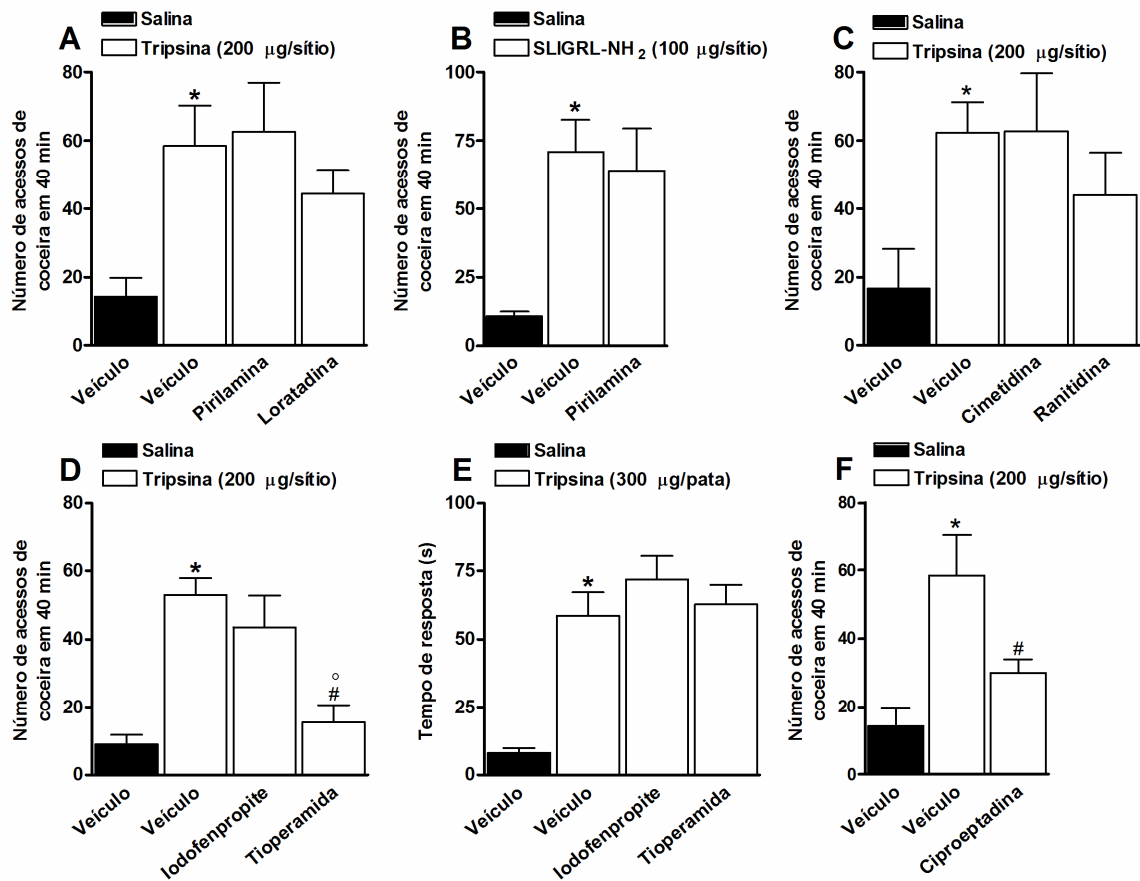 A
Salina
Tripsina (200 μg/sítio)
Número de acessos de
coceira em 40 min
80
60
40
20
0
*
Veículo
Veículo
Pirilamina
Loratadina
B
Salina
SLIGRL-NH2 (100 μg/sítio)
Número de acessos de
coceira em 40 min
100
75
50
25
0
*
Veículo
Veículo
Pirilamina
C
Salina
Tripsina (200 μg/sítio)
Número de acessos de
coceira em 40 min
80
60
40
20
0
*
Veículo
Veículo
Cimetidina
Ranitidina
D
Salina
Tripsina (200 μg/sítio)
Número de acessos de
coceira em 40 min
80
60
40
20
0
*
°
#
Veículo
Veículo
Iodofenpropite
Tioperamida
E
Salina
Tripsina (300 μg/pata)
Tempo de resposta (s)
100
75
50
25
0
*
Veículo
Veículo
Iodofenpropite
Tioperamida
F
Salina
Tripsina (200 μg/sítio)
Número de acessos de
coceira em 40 min
80
60
40
20
0
*
#
Veículo
Veículo
Ciproeptadina